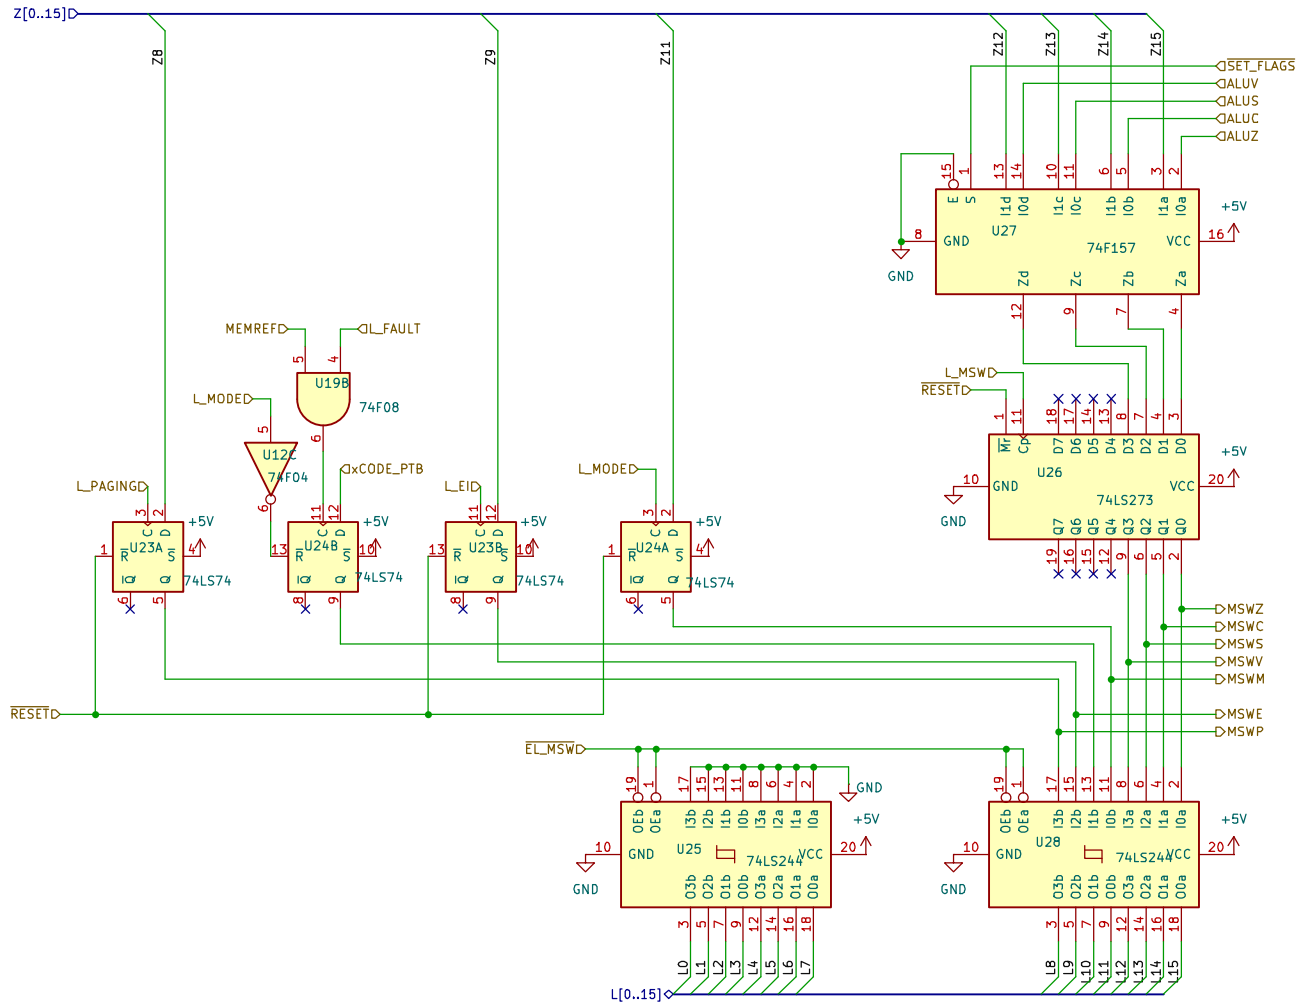 Z[0..15]
Z8
Z9
Z11
Z12
Z13
Z14
Z15
SET_FLAGS
ALUV
ALUS
ALUC
ALUZ
15 1 13 14 10 11 6 5 3 2
E S I1d I0d I1c I0c I1b I0b I1a I0a
+5V
U27
8 GND
74F157
VCC 16
GND
Zd Zc Zb Za
12 9 7 4
MEMREF
L_FAULT
5 4
U19B
74F08
6
L_MODE
5
U12C
74F04
6
L_MSW
RESET
1 11 18 17 14 13 8 7 4 3
Mr Cp D7 D6 D5 D4 D3 D2 D1 D0
+5V
U26
10 GND
74LS273
VCC 20
GND
Q7 Q6 Q5 Q4 Q3 Q2 Q1 Q0
19 16 15 12 9 6 5 2
xCODE_PTB
L_MODE
L_PAGING
L_EI
3 2
+5V
C D
U23A
1 R
S 4
Q Q
74LS74
6 5
11 12
+5V
C D
U24B
13 R
S 10
Q Q
74LS74
8 9
11 12
+5V
C D
U23B
13 R
S 10
Q Q
74LS74
8 9
3 2
+5V
C D
U24A
1 R
S 4
Q Q
74LS74
6 5
MSWZ
MSWC
MSWS
MSWV
MSWM
MSWE
MSWP
RESET
EL_MSW
19 1 17 15 13 11 8 6 4 2
GND
OEb OEa I3b I2b I1b I0b I3a I2a I1a I0a
+5V
U25
10 GND
74LS244
VCC 20
GND
O3b O2b O1b O0b O3a O2a O1a O0a
3 5 7 9 12 14 16 18
L0 L1 L2 L3 L4 L5 L6 L7
19 1 17 15 13 11 8 6 4 2
OEb OEa I3b I2b I1b I0b I3a I2a I1a I0a
+5V
U28
10 GND
74LS244
VCC 20
GND
O3b O2b O1b O0b O3a O2a O1a O0a
3 5 7 9 12 14 16 18
L8 L9 L10 L11 L12 L13 L14 L15
L[0..15]